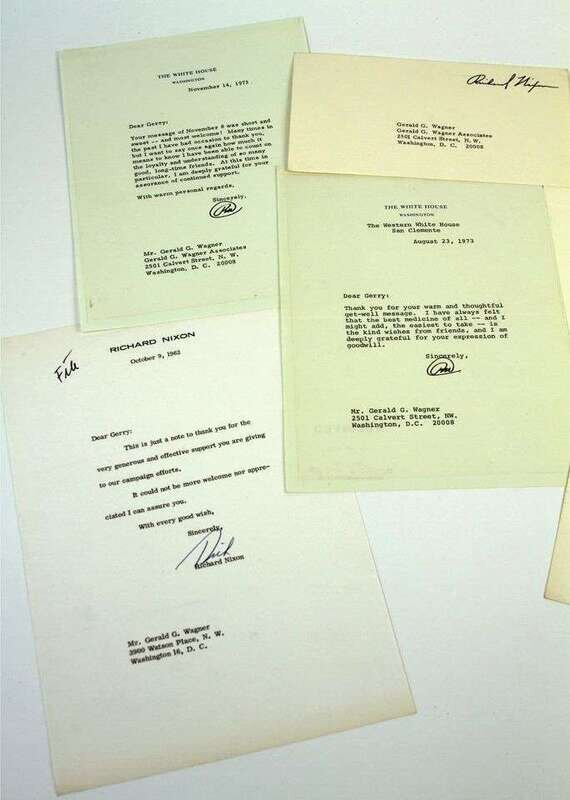 THE WHITE HOUSE
WASHINGTON
November 14, 1973
Dear Gerry:
Your message of November 8 was short and
sweet -- and most welcome! Many times in
the past I have had occasion to thank you,
but I want to say once again how much it
means to know I have been able to count on
the loyalty and understanding of so many
good, long-time friends. At this time in
particular, I am deeply grateful for your
assurance of continued support.
With warm personal regards,
Sincerely,
RN
Mr. Gerald G. Wagner
Gerald G. Wagner Associates
2501 Calvert Street, N. W.
Washington, D. C. 20008
Richard Nixon
Gerald G. Wagner
Gerald G. Wagner Associates
2501 Calvert Street, N. W.
Washington, D. C. 20008
THE WHITE HOUSE
WASHINGTON
The Western White House
San Clemente
August 23, 1973
Dear Gerry:
Thank you for your warm and thoughtful
get-well message. I have always felt
that the best medicine of all -- and I
might add, the easiest to take -- is
the kind wishes from friends, and I am
deeply grateful for your expression of
goodwill.
Sincerely,
RN
Mr. Gerald G. Wagner
2501 Calvert Street, NW.
Washington, D.C. 20008
File
RICHARD NIXON
October 9, 1962
Dear Gerry:
This is just a note to thank you for the
very generous and effective support you are giving
to our campaign efforts.
It could not be more welcome nor appre-
ciated I can assure you.
With every good wish,
Sincerely,
Dick
Richard Nixon
Mr. Gerald G. Wagner
3900 Watson Place, N. W.
Washington 16, D. C.